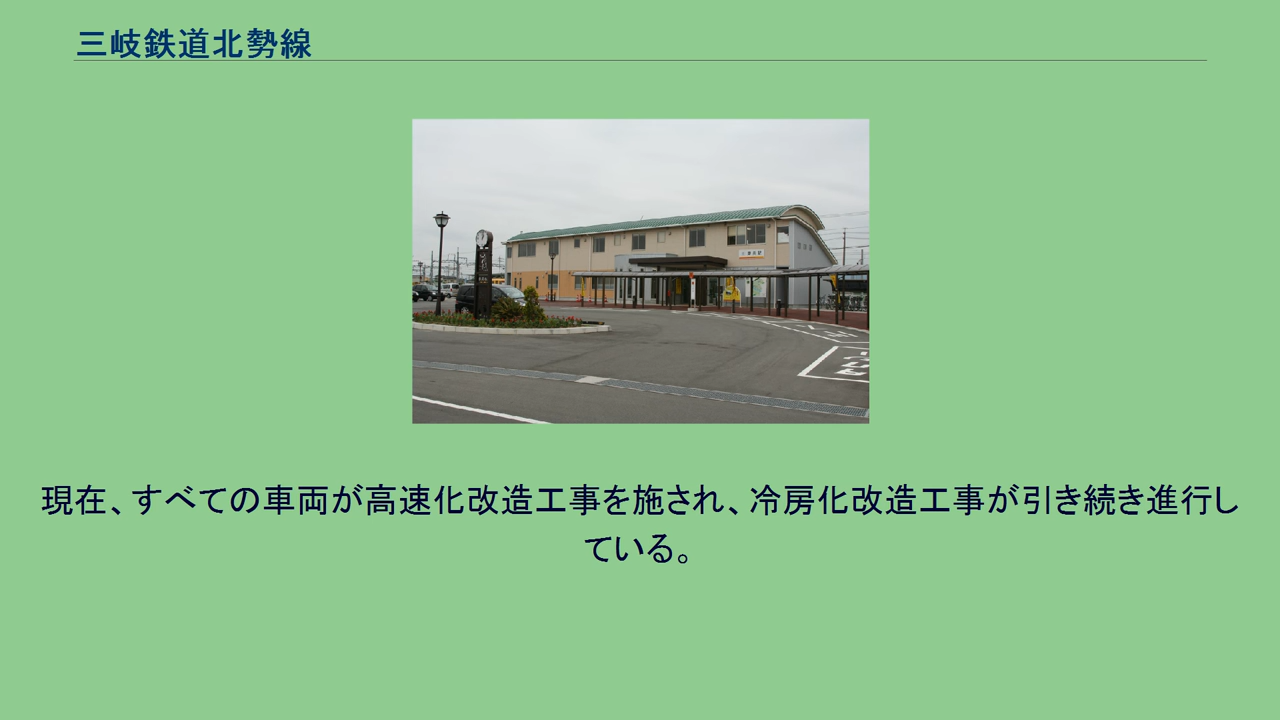 三岐鉄道北勢線
現在、すべての車両が高速化改造工事を施され、冷房化改造工事が引き続き進行し
ている。